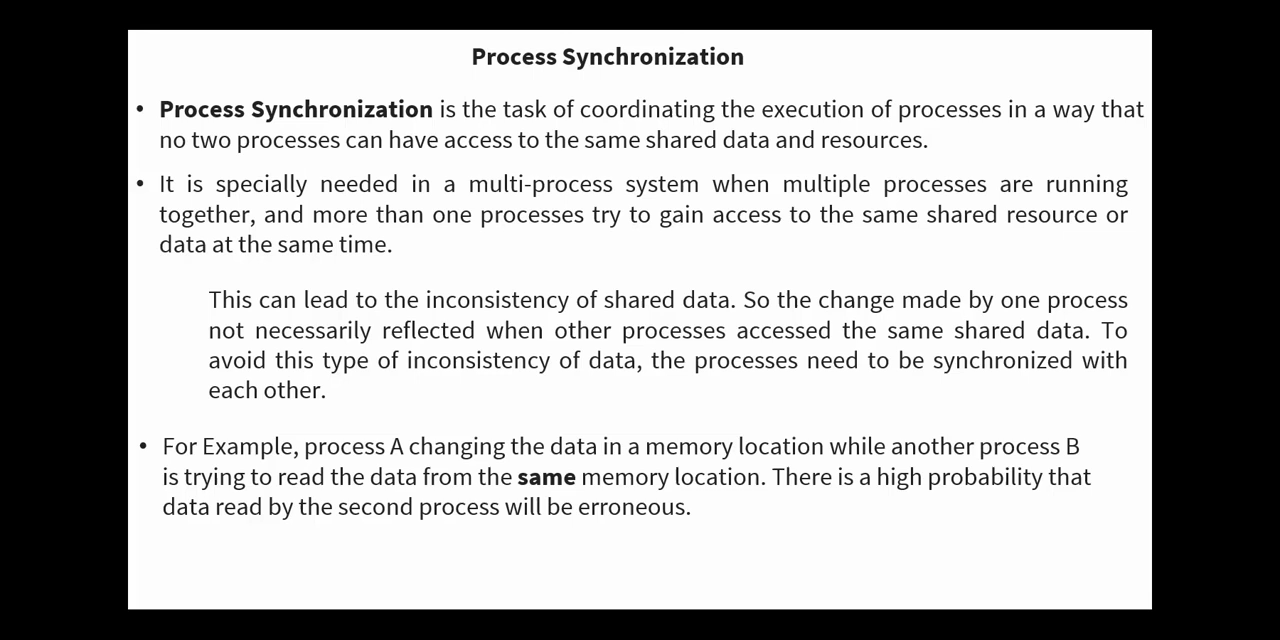 Process Synchronization
• Process Synchronization is the task of coordinating the execution of processes in a way that
no two processes can have access to the same shared data and resources.
• It is specially needed in a multi-process system when multiple processes are running
together, and more than one processes try to gain access to the same shared resource or
data at the same time.
This can lead to the inconsistency of shared data. So the change made by one process
not necessarily reflected when other processes accessed the same shared data. To
avoid this type of inconsistency of data, the processes need to be synchronized with
each other.
• For Example, process A changing the data in a memory location while another process B
is trying to read the data from the same memory location. There is a high probability that
data read by the second process will be erroneous.